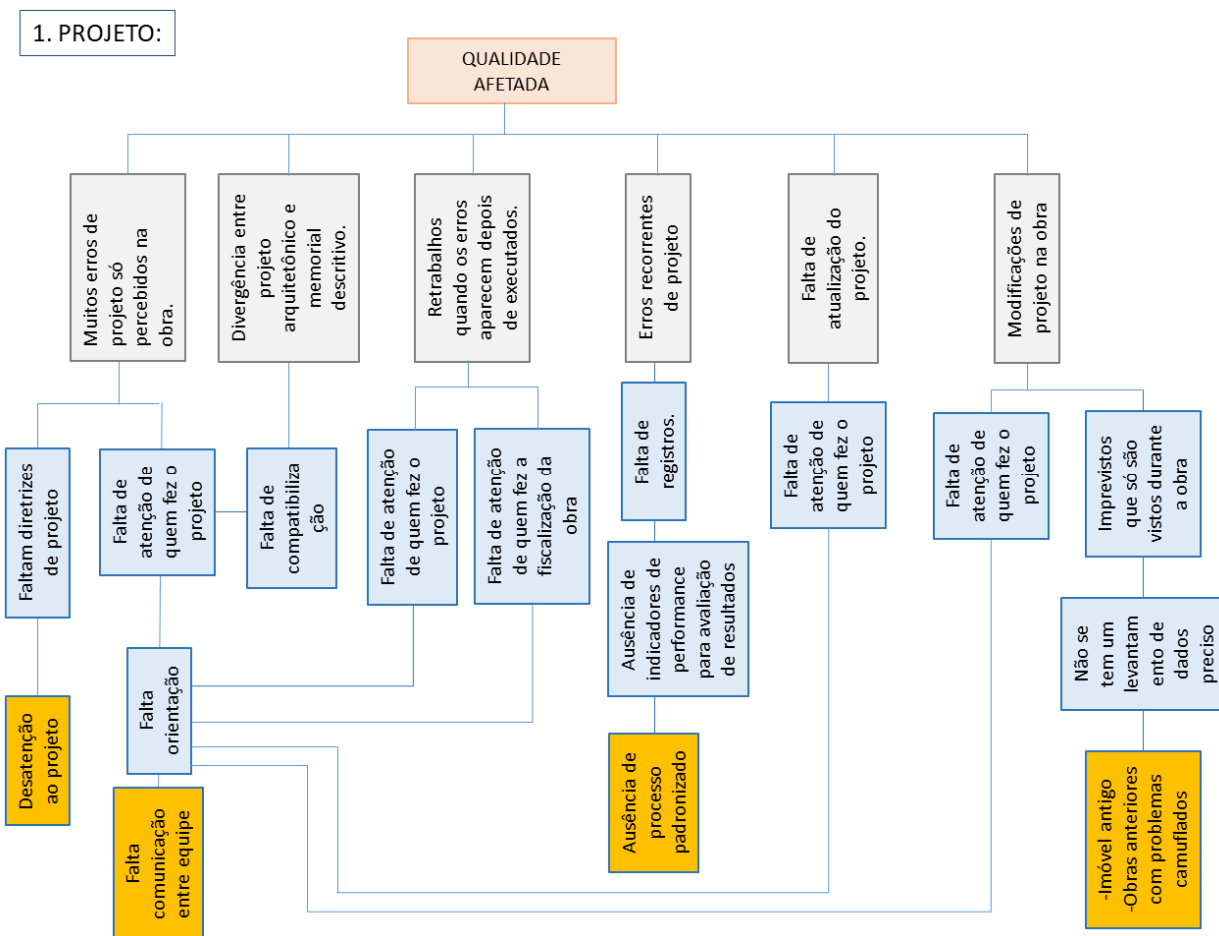 1. PROJETO:
QUALIDADE
AFETADA
Muitos erros de
projeto só
percebidos na
obra.
Divergência entre
projeto
arquitetônico e
memorial
descritivo.
Retrabalhos
quando os erros
aparecem depois
de executados.
Erros recorrentes
de projeto
Falta de
atualização do
projeto.
Modificações de
projeto na obra
Faltam diretrizes
de projeto
Falta de
atenção de
quem fez o
projeto
Falta de
compatibiliza
ção
Falta de atenção
de quem fez o
projeto
Falta de atenção
de quem fez a
fiscalização da
obra
Falta de
registros.
Falta de
atenção de
quem fez o
projeto
Falta de
atenção de
quem fez o
projeto
Imprevistos
que só são
vistos durante
a obra
Falta
orientação
Ausência de
indicadores de
performance
para avaliação
de resultados
Não se
tem um
levantam
ento de
dados
preciso
Desatenção
ao projeto
Falta
comunicação
entre equipe
Ausência de
processo
padronizado
-Imóvel antigo
-Obras anteriores
com problemas
camuflados